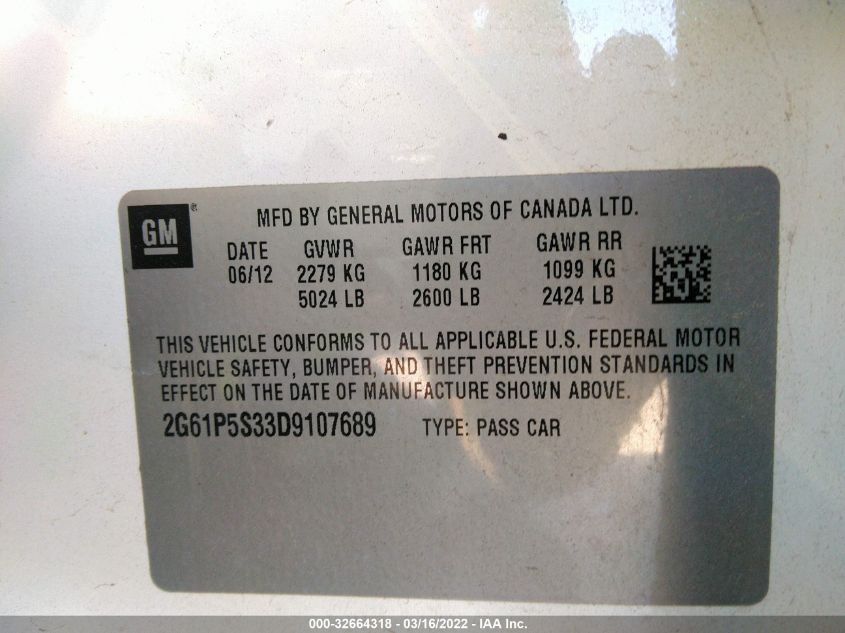 GM ®
MFD BY GENERAL MOTORS OF CANADA LTD.
DATE GVWR GAWR FRT GAWR RR
06/12 2279 KG 1180 KG 1099 KG
5024 LB 2600 LB 2424 LB
THIS VEHICLE CONFORMS TO ALL APPLICABLE U.S. FEDERAL MOTOR
VEHICLE SAFETY, BUMPER, AND THEFT PREVENTION STANDARDS IN
EFFECT ON THE DATE OF MANUFACTURE SHOWN ABOVE.
2G61P5S33D9107689 TYPE: PASS CAR
000-32664318 - 03/16/2022 - IAA Inc.